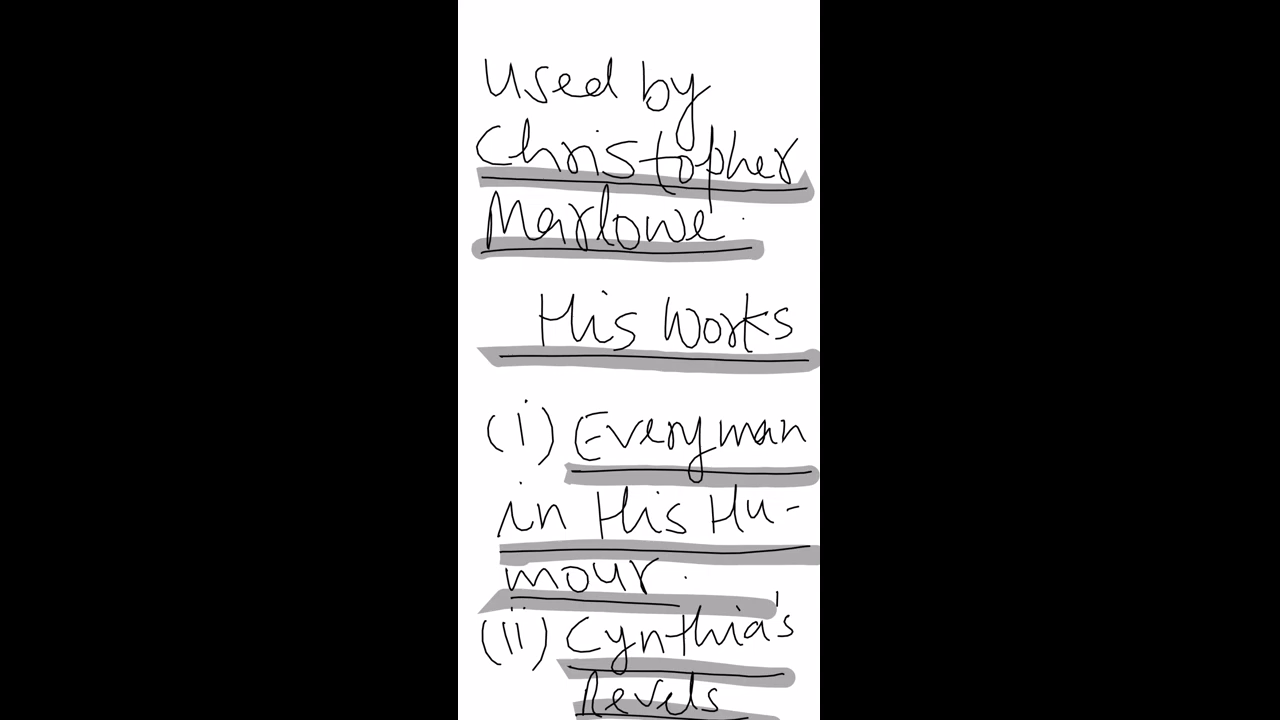 Used by
Christopher
Marlowe.
His Works
(i) Everyman
in His Hu-
mour.
(ii) Cynthia's
Revels